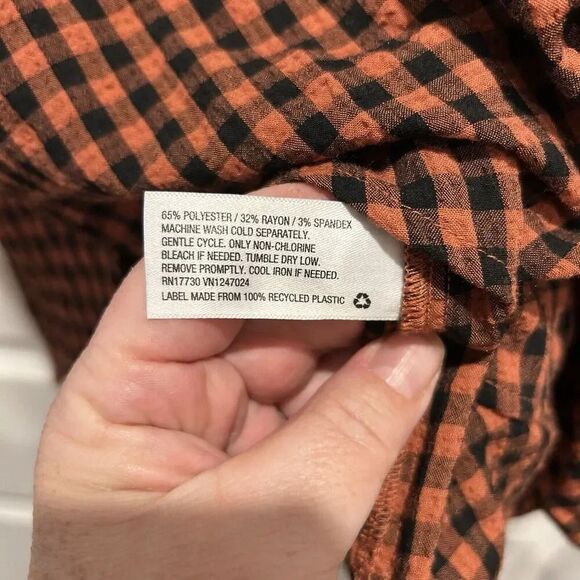 65% POLYESTER / 32% RAYON / 3% SPANDEX
MACHINE WASH COLD SEPARATELY.
GENTLE CYCLE. ONLY NON-CHLORINE
BLEACH IF NEEDED. TUMBLE DRY LOW.
REMOVE PROMPTLY. COOL IRON IF NEEDED.
RN17730 VN1247024
LABEL MADE FROM 100% RECYCLED PLASTIC